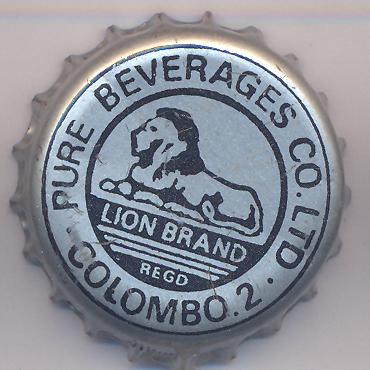 PURE BEVERAGES CO. LTD
LION BRAND
REGD
COLOMBO.2.